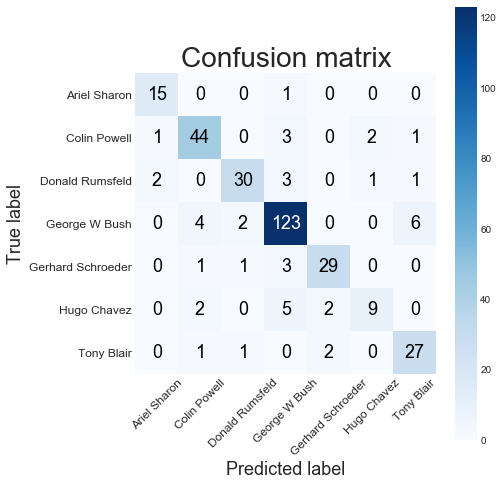 Confusion matrix
True label
Ariel Sharon 15 0 0 1 0 0 0
Colin Powell 1 44 0 3 0 2 1
Donald Rumsfeld 2 0 30 3 0 1 1
George W Bush 0 4 2 123 0 0 6
Gerhard Schroeder 0 1 1 3 29 0 0
Hugo Chavez 0 2 0 5 2 9 0
Tony Blair 0 1 1 0 2 0 27
Ariel Sharon
Colin Powell
Donald Rumsfeld
George W Bush
Gerhard Schroeder
Hugo Chavez
Tony Blair
Predicted label
120
100
80
60
40
20
0